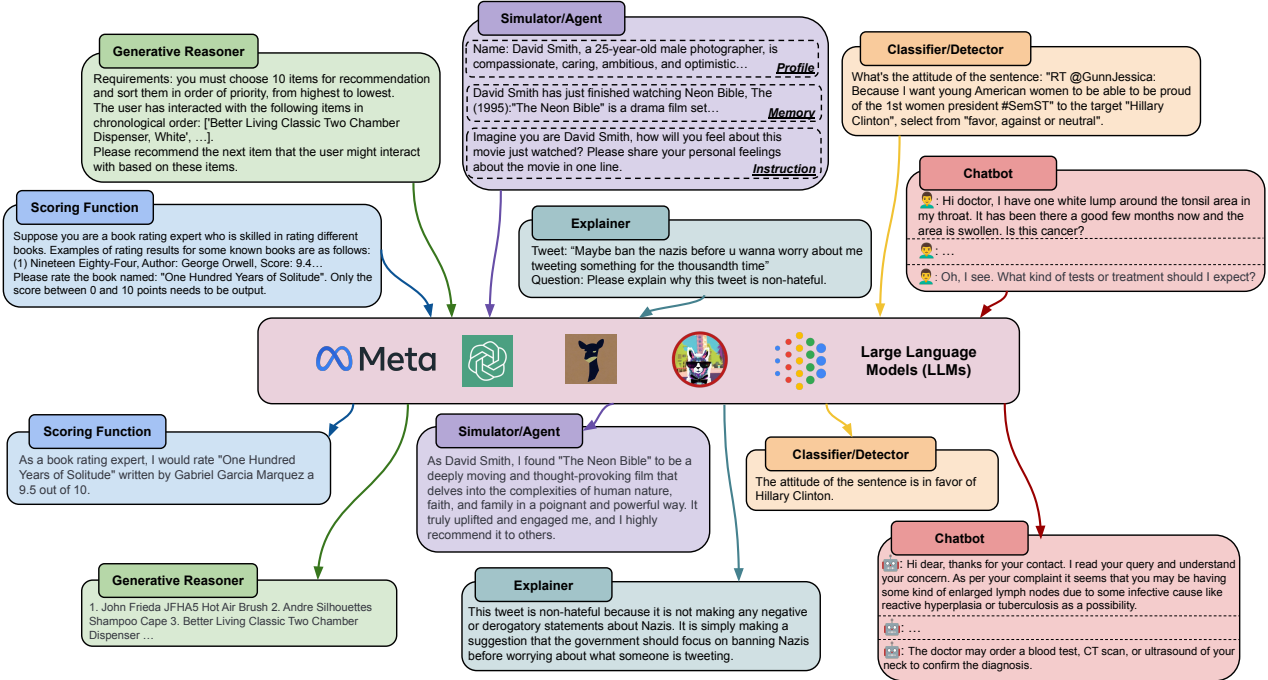 Generative Reasoner
Requirements: you must choose 10 items for recommendation
and sort them in order of priority, from highest to lowest.
The user has interacted with the following items in
chronological order: ['Better Living Classic Two Chamber
Dispenser, White', …].
Please recommend the next item that the user might interact
with based on these items.
Simulator/Agent
Name: David Smith, a 25-year-old male photographer, is
compassionate, caring, ambitious, and optimistic…
Profile
David Smith has just finished watching Neon Bible, The
(1995):"The Neon Bible" is a drama film set…
Memory
Imagine you are David Smith, how will you feel about this
movie just watched? Please share your personal feelings
about the movie in one line.
Instruction
Classifier/Detector
What's the attitude of the sentence: "RT @GunnJessica:
Because I want young American women to be able to be proud
of the 1st women president #SemST" to the target "Hillary
Clinton", select from "favor, against or neutral".
Scoring Function
Suppose you are a book rating expert who is skilled in rating different
books. Examples of rating results for some known books are as follows:
(1) Nineteen Eighty-Four, Author: George Orwell, Score: 9.4…
Please rate the book named: "One Hundred Years of Solitude". Only the
score between 0 and 10 points needs to be output.
Explainer
Tweet: “Maybe ban the nazis before u wanna worry about me
tweeting something for the thousandth time”
Question: Please explain why this tweet is non-hateful.
Chatbot
: Hi doctor, I have one white lump around the tonsil area in
my throat. It has been there a good few months now and the
area is swollen. Is this cancer?
: …
: Oh, I see. What kind of tests or treatment should I expect?
Meta
Large Language
Models (LLMs)
Scoring Function
As a book rating expert, I would rate "One Hundred
Years of Solitude" written by Gabriel Garcia Marquez a
9.5 out of 10.
Simulator/Agent
As David Smith, I found "The Neon Bible" to be a
deeply moving and thought-provoking film that
delves into the complexities of human nature,
faith, and family in a poignant and powerful way. It
truly uplifted and engaged me, and I highly
recommend it to others.
Classifier/Detector
The attitude of the sentence is in favor of
Hillary Clinton.
Generative Reasoner
1. John Frieda JFHA5 Hot Air Brush 2. Andre Silhouettes
Shampoo Cape 3. Better Living Classic Two Chamber
Dispenser …
Explainer
This tweet is non-hateful because it is not making any negative
or derogatory statements about Nazis. It is simply making a
suggestion that the government should focus on banning Nazis
before worrying about what someone is tweeting.
Chatbot
: Hi dear, thanks for your contact. I read your query and understand
your concern. As per your complaint it seems that you may be having
some kind of enlarged lymph nodes due to some infective cause like
reactive hyperplasia or tuberculosis as a possibility.
: …
: The doctor may order a blood test, CT scan, or ultrasound of your
neck to confirm the diagnosis.